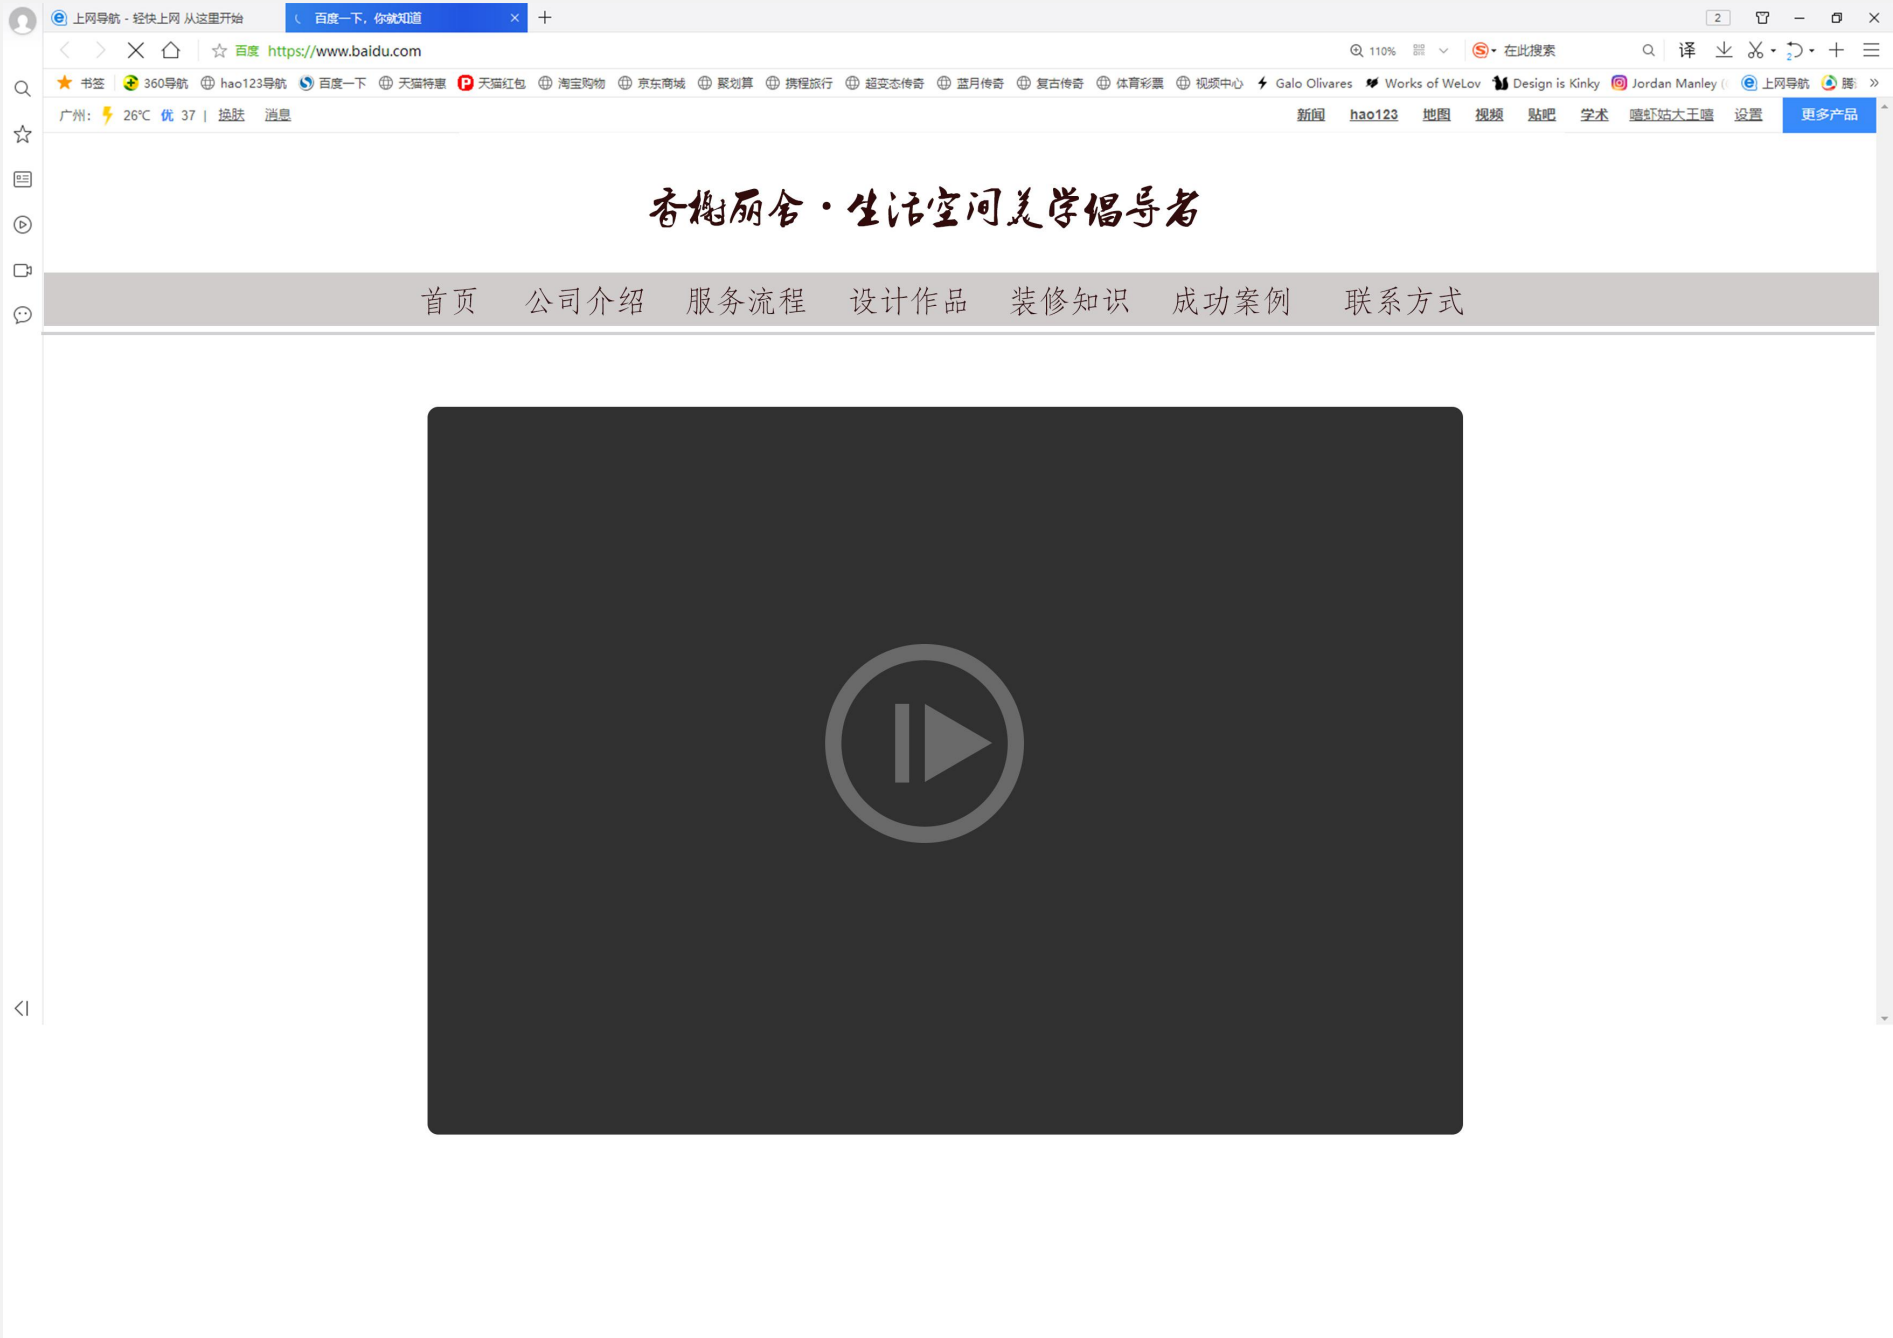 上网导航 - 轻快上网 从这里开始 百度一下，你就知道 2
百度 https://www.baidu.com 110% 在此搜索 译
书签 360导航 hao123导航 百度一下 天猫特惠 天猫红包 淘宝购物 京东商城 聚划算 携程旅行 超变态传奇 蓝月传奇 复古传奇 体育彩票 视频中心 Galo Olivares Works of WeLov Design is Kinky Jordan Manley ( 上网导航 腾
广州： 26℃ 优 37 | 换肤 消息 新闻 hao123 地图 视频 贴吧 学术 嘻虾姑大王嘻 设置 更多产品
香榭丽舍·生活空间美学倡导者
首页 公司介绍 服务流程 设计作品 装修知识 成功案例 联系方式